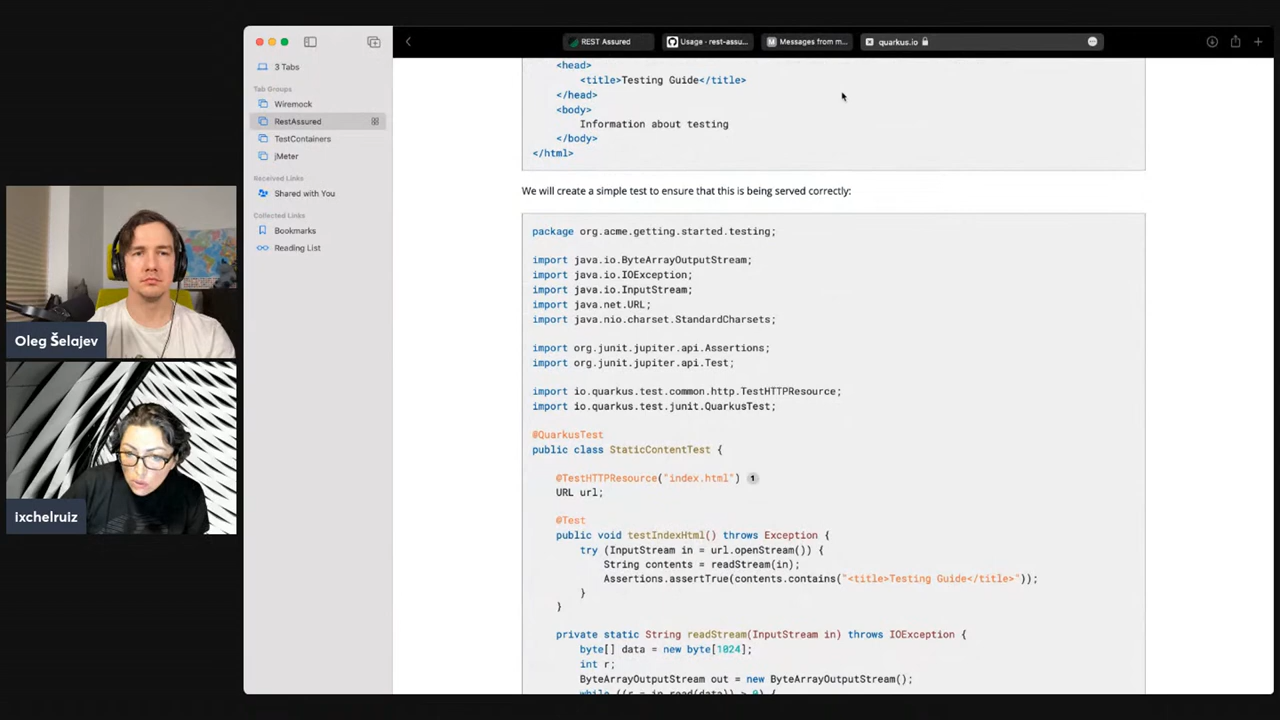 REST Assured
Usage · rest-assu...
Messages from m...
quarkus.io
3 Tabs
Tab Groups
Wiremock
RestAssured
TestContainers
jMeter
Received Links
Shared with You
Collected Links
Bookmarks
Reading List
Oleg Šelajev
ixchelruiz
<head>
<title>Testing Guide</title>
</head>
<body>
Information about testing
</body>
</html>
We will create a simple test to ensure that this is being served correctly:
package org.acme.getting.started.testing;
import java.io.ByteArrayOutputStream;
import java.io.IOException;
import java.io.InputStream;
import java.net.URL;
import java.nio.charset.StandardCharsets;
import org.junit.jupiter.api.Assertions;
import org.junit.jupiter.api.Test;
import io.quarkus.test.common.http.TestHTTPResource;
import io.quarkus.test.junit.QuarkusTest;
@QuarkusTest
public class StaticContentTest {
@TestHTTPResource("index.html") 1
URL url;
@Test
public void testIndexHtml() throws Exception {
try (InputStream in = url.openStream()) {
String contents = readStream(in);
Assertions.assertTrue(contents.contains("<title>Testing Guide</title>"));
}
}
private static String readStream(InputStream in) throws IOException {
byte[] data = new byte[1024];
int r;
ByteArrayOutputStream out = new ByteArrayOutputStream();
while ((r = in.read(data)) > 0) {